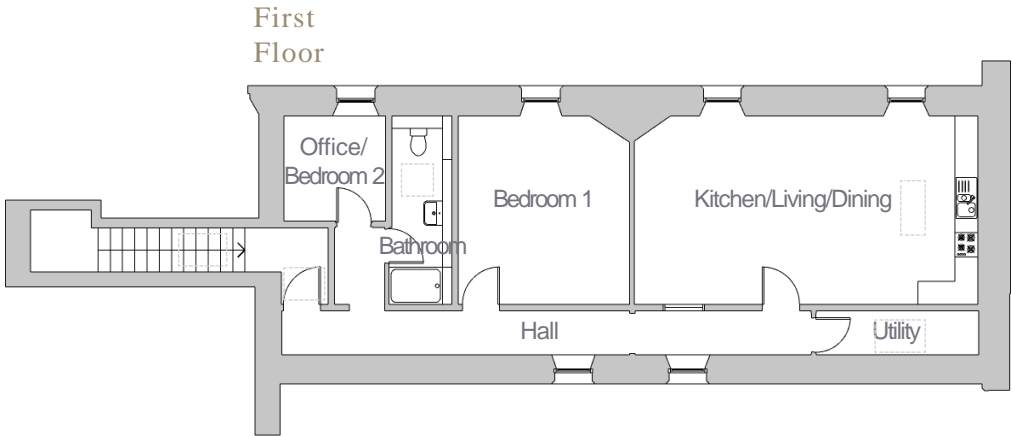 First
Floor
Office/
Bedroom 2
Bathroom
Bedroom 1
Kitchen/Living/Dining
Hall
Utility